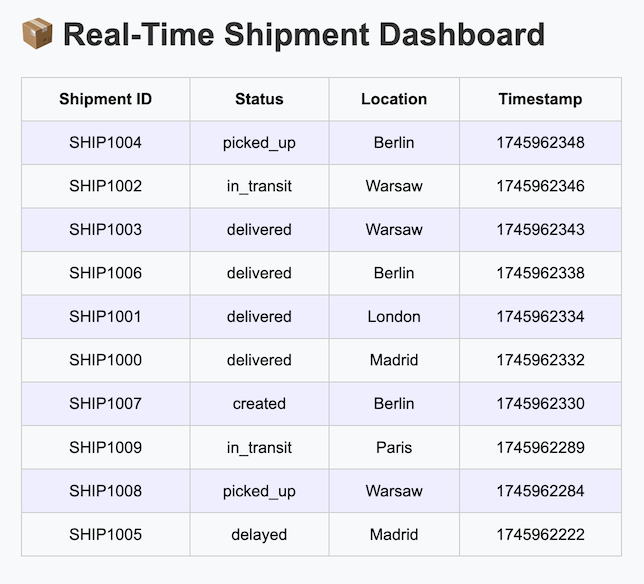 📦 Real-Time Shipment Dashboard
Shipment ID Status Location Timestamp
SHIP1004 picked_up Berlin 1745962348
SHIP1002 in_transit Warsaw 1745962346
SHIP1003 delivered Warsaw 1745962343
SHIP1006 delivered Berlin 1745962338
SHIP1001 delivered London 1745962334
SHIP1000 delivered Madrid 1745962332
SHIP1007 created Berlin 1745962330
SHIP1009 in_transit Paris 1745962289
SHIP1008 picked_up Warsaw 1745962284
SHIP1005 delayed Madrid 1745962222